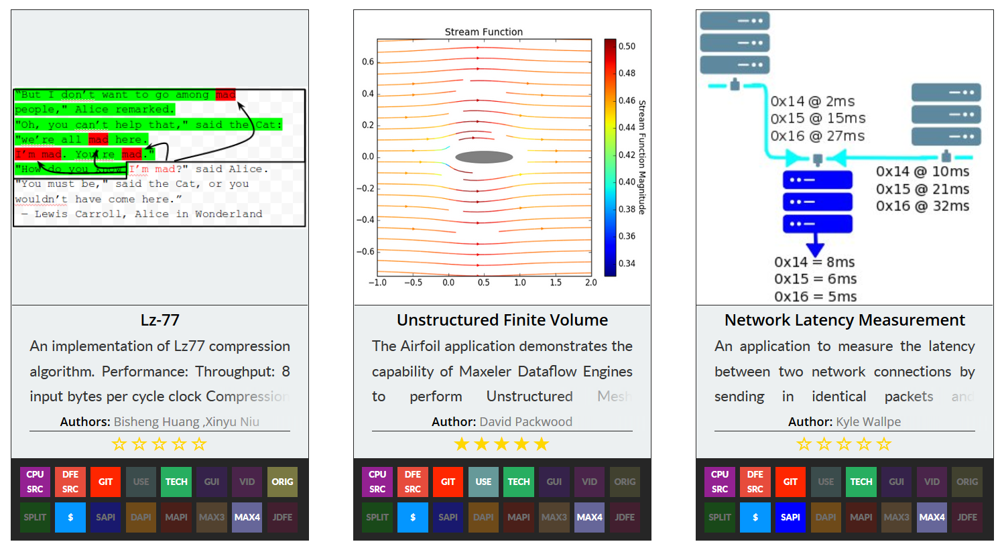 "But I don't want to go among mad
people," Alice remarked.
"Oh, you can't help that," said the Cat:
"we're all mad here.
I'm mad. You're mad."
"How do you know I'm mad?" said Alice.
"You must be," said the Cat, or you
wouldn't have come here.”
— Lewis Carroll, Alice in Wonderland
Lz-77
An implementation of Lz77 compression
algorithm. Performance: Throughput: 8
input bytes per cycle clock Compression
Authors: Bisheng Huang ,Xinyu Niu
CPU SRC
DFE SRC
GIT
USE
TECH
GUI
VID
ORIG
SPLIT
$
SAPI
DAPI
MAPI
MAX3
MAX4
JDFE
Stream Function
0.6
0.4
0.2
0.0
−0.2
−0.4
−0.6
−1.0
−0.5
0.0
0.5
1.0
1.5
2.0
0.50
0.48
0.46
0.44
0.42
0.40
0.38
0.36
0.34
Stream Function Magnitude
Unstructured Finite Volume
The Airfoil application demonstrates the
capability of Maxeler Dataflow Engines
to perform Unstructured Mesh
Author: David Packwood
CPU SRC
DFE SRC
GIT
USE
TECH
GUI
VID
ORIG
SPLIT
$
SAPI
DAPI
MAPI
MAX3
MAX4
JDFE
0x14 @ 2ms
0x15 @ 15ms
0x16 @ 27ms
0x14 @ 10ms
0x15 @ 21ms
0x16 @ 32ms
0x14 = 8ms
0x15 = 6ms
0x16 = 5ms
Network Latency Measurement
An application to measure the latency
between two network connections by
sending in identical packets and
Author: Kyle Wallpe
CPU SRC
DFE SRC
GIT
USE
TECH
GUI
VID
ORIG
SPLIT
$
SAPI
DAPI
MAPI
MAX3
MAX4
JDFE